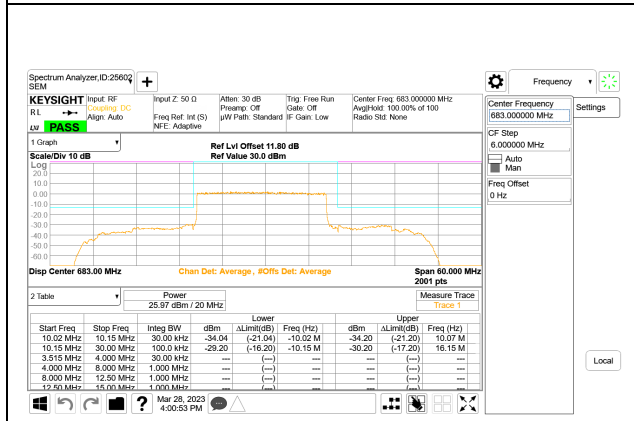 Spectrum Analyzer,ID:25602
SEM
Frequency
KEYSIGHT
RL
LXI
PASS
Input: RF
Coupling: DC
Align: Auto
Input Z: 50 Ω
Freq Ref: Int (S)
NFE: Adaptive
Atten: 30 dB
Preamp: Off
µW Path: Standard
Trig: Free Run
Gate: Off
IF Gain: Low
Center Freq: 683.000000 MHz
Avg|Hold: 100.00% of 100
Radio Std: None
Center Frequency
683.000000 MHz
Settings
CF Step
6.000000 MHz
Auto
Man
Freq Offset
0 Hz
Local
1 Graph
Scale/Div 10 dB
Ref Lvl Offset 11.80 dB
Ref Value 30.0 dBm
Log
20.0
10.0
0.0
-10.0
-20.0
-30.0
-40.0
-50.0
-60.0
Disp Center 683.00 MHz
Chan Det: Average, #Offs Det: Average
Span 60.000 MHz
2001 pts
2 Table
Power
25.97 dBm / 20 MHz
Measure Trace
Trace 1
Lower Upper
Start Freq Stop Freq Integ BW dBm ΔLimit(dB) Freq (Hz) dBm ΔLimit(dB) Freq (Hz)
10.02 MHz 10.15 MHz 30.00 kHz -34.04 (-21.04) -10.02 M -34.20 (-21.20) 10.07 M
10.15 MHz 30.00 MHz 100.0 kHz -29.20 (-16.20) -10.15 M -30.20 (-17.20) 16.15 M
3.515 MHz 4.000 MHz 30.00 kHz --- (---) --- --- (---) ---
4.000 MHz 8.000 MHz 1.000 MHz --- (---) --- --- (---) ---
8.000 MHz 12.50 MHz 1.000 MHz --- (---) --- --- (---) ---
12.50 MHz 15.00 MHz 1.000 MHz --- (---) --- --- (---) ---
?
Mar 28, 2023
4:00:53 PM